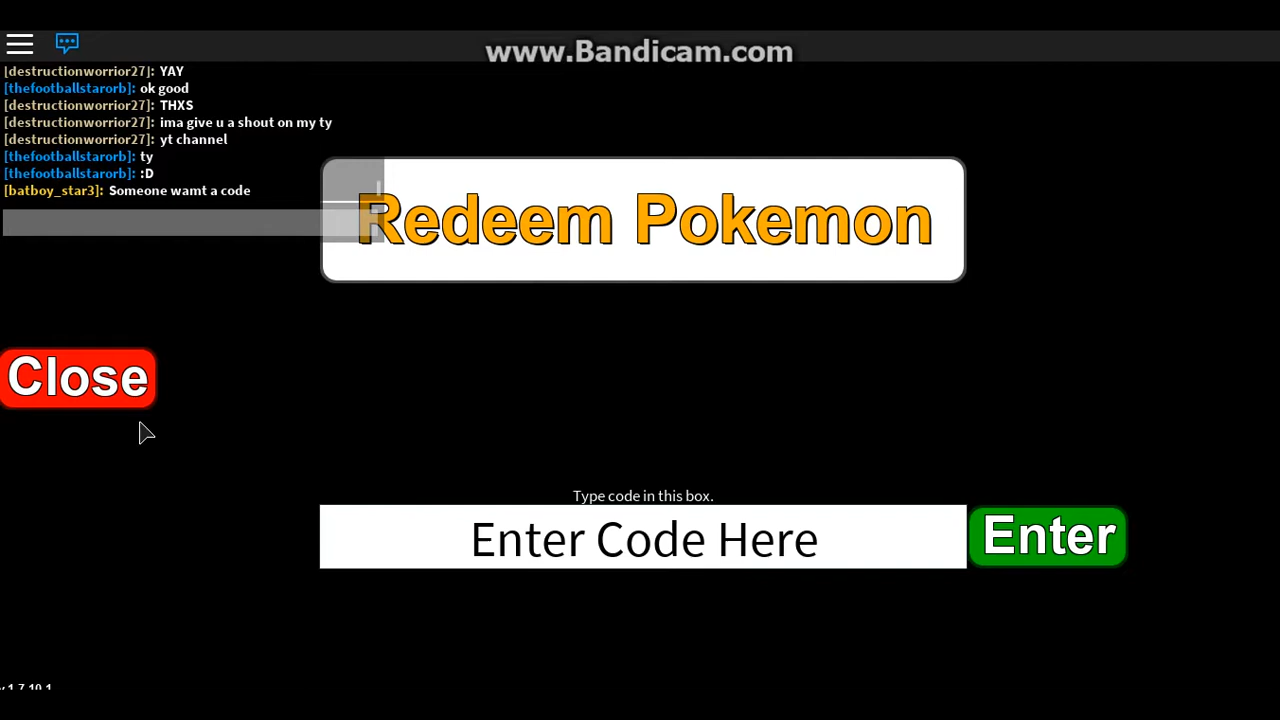 www.Bandicam.com
[destructionworrior27]: YAY
[thefootballstarorb]: ok good
[destructionworrior27]: THXS
[destructionworrior27]: ima give u a shout on my ty
[destructionworrior27]: yt channel
[thefootballstarorb]: ty
[thefootballstarorb]: :D
[batboy_star3]: Someone wamt a code
Redeem Pokemon
Close
Type code in this box.
Enter Code Here
Enter